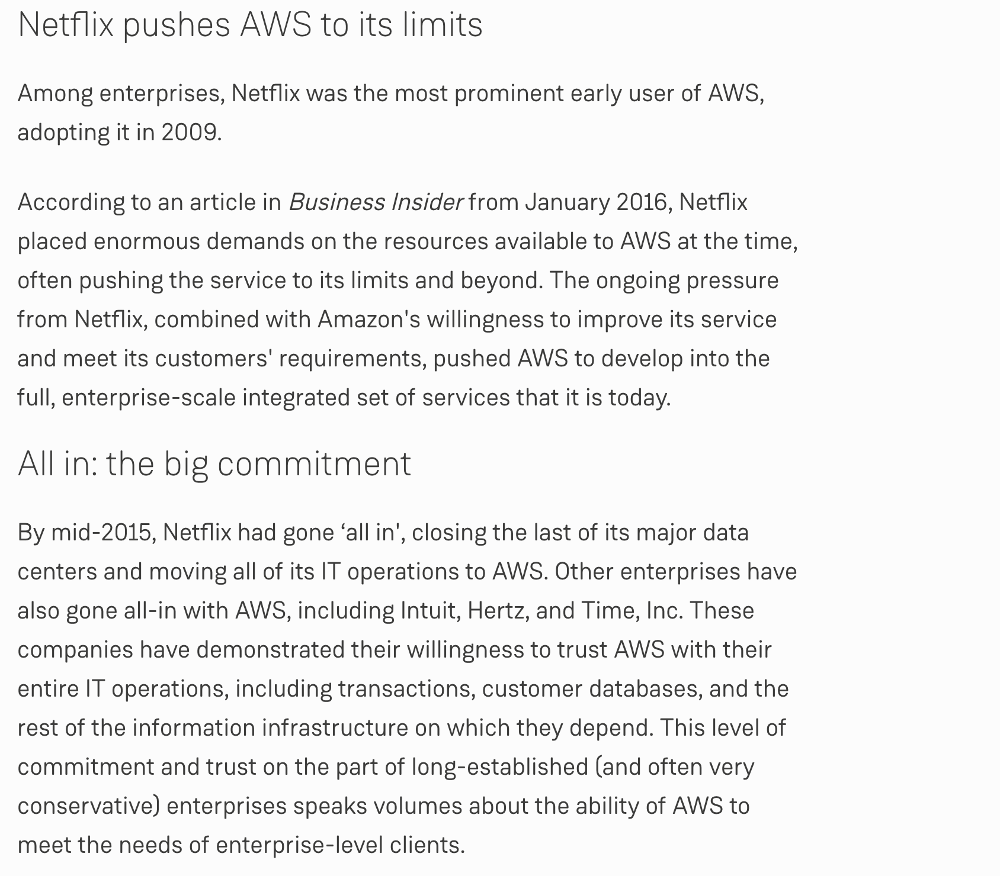 Netflix pushes AWS to its limits
Among enterprises, Netflix was the most prominent early user of AWS,
adopting it in 2009.
According to an article in Business Insider from January 2016, Netflix
placed enormous demands on the resources available to AWS at the time,
often pushing the service to its limits and beyond. The ongoing pressure
from Netflix, combined with Amazon's willingness to improve its service
and meet its customers' requirements, pushed AWS to develop into the
full, enterprise-scale integrated set of services that it is today.
All in: the big commitment
By mid-2015, Netflix had gone ‘all in', closing the last of its major data
centers and moving all of its IT operations to AWS. Other enterprises have
also gone all-in with AWS, including Intuit, Hertz, and Time, Inc. These
companies have demonstrated their willingness to trust AWS with their
entire IT operations, including transactions, customer databases, and the
rest of the information infrastructure on which they depend. This level of
commitment and trust on the part of long-established (and often very
conservative) enterprises speaks volumes about the ability of AWS to
meet the needs of enterprise-level clients.